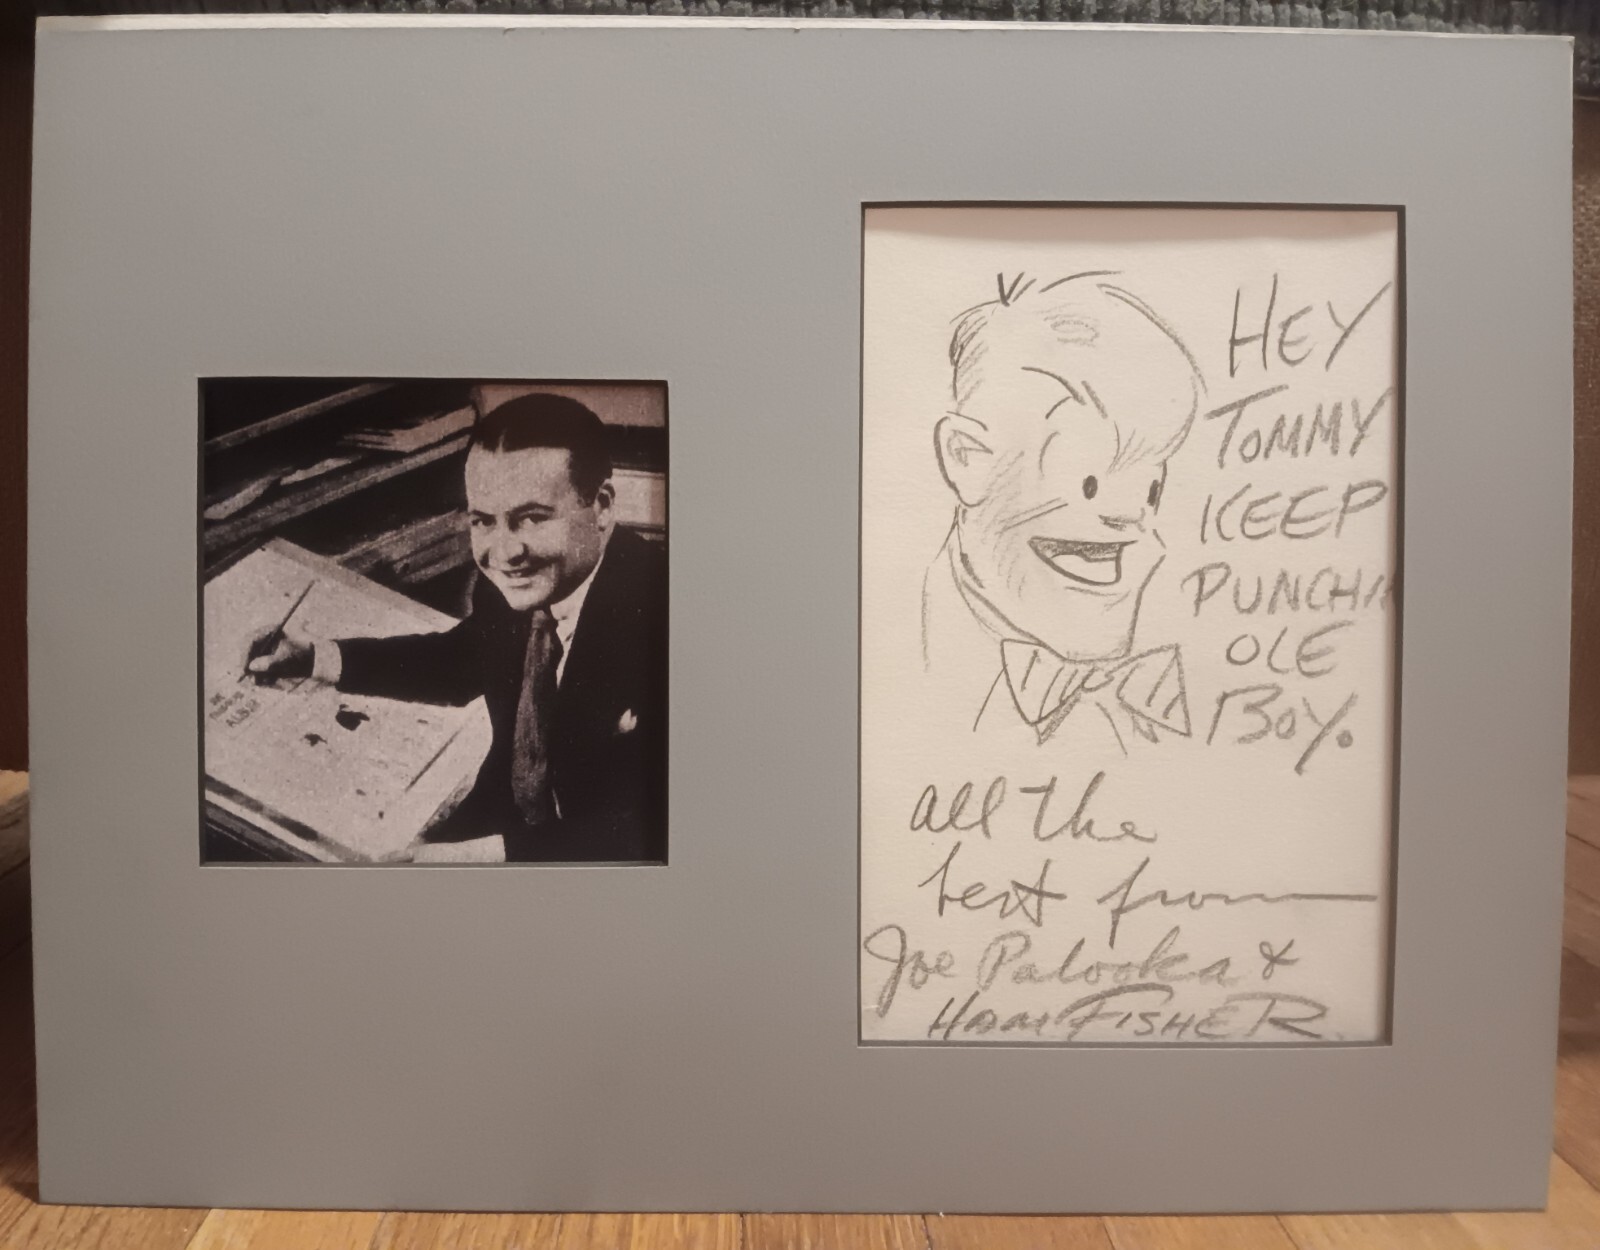 HEY
TOMMY
KEEP
PUNCHIN
OLE
BOY.
all the
best from
Joe Palooka &
HAM FISHER